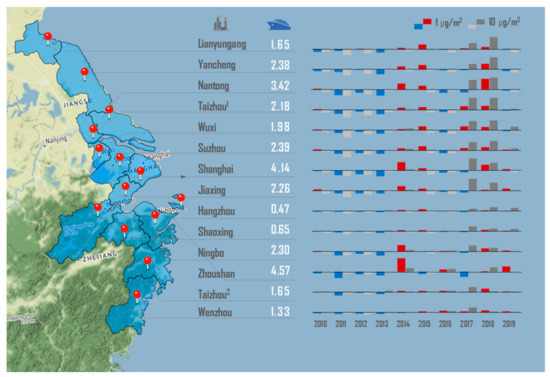 1 μg/m³ 10 μg/m³
Lianyungang 1.65
Yancheng 2.38
Nantong 3.42
Taizhou¹ 2.18
Wuxi 1.98
Suzhou 2.39
Shanghai 4.14
Jiaxing 2.26
Hangzhou 0.47
Shaoxing 0.65
Ningbo 2.30
Zhoushan 4.57
Taizhou² 1.65
Wenzhou 1.33
2010 2011 2012 2013 2014 2015 2016 2017 2018 2019
JIANGSU
Nanjing
ZHEJIANG